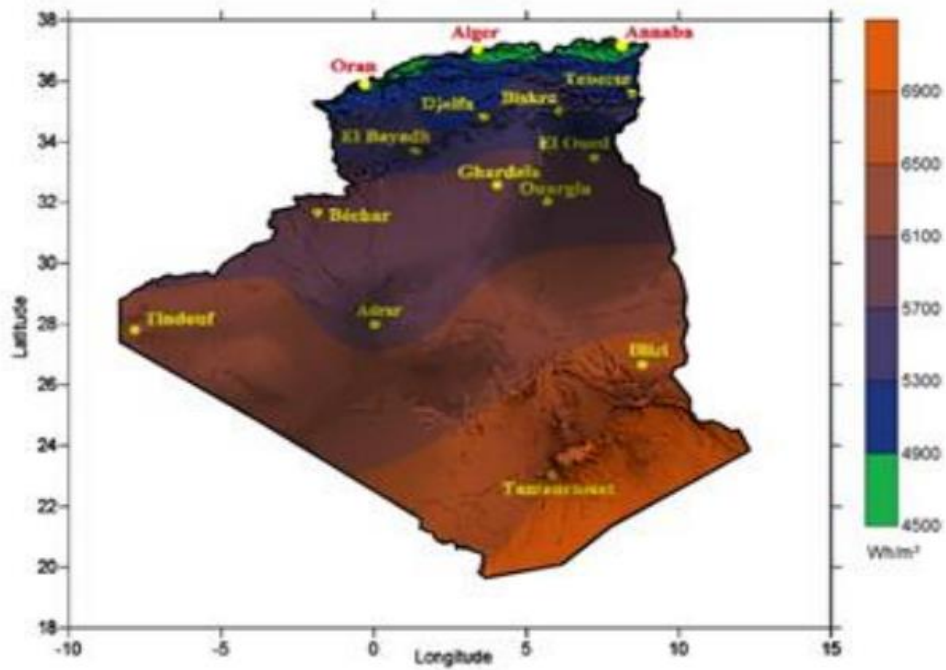 38
36
34
32
30
28
26
24
22
20
18
Latitude
-10
-5
0
5
10
15
Longitude
Alger
Annaba
Oran
Djelfa
Biskra
El Bayadh
El Oued
Ghardaia
Ouargla
Béchar
Adrar
Tindouf
Illizi
6900
6500
6100
5700
5300
4900
4500
Wh/m²